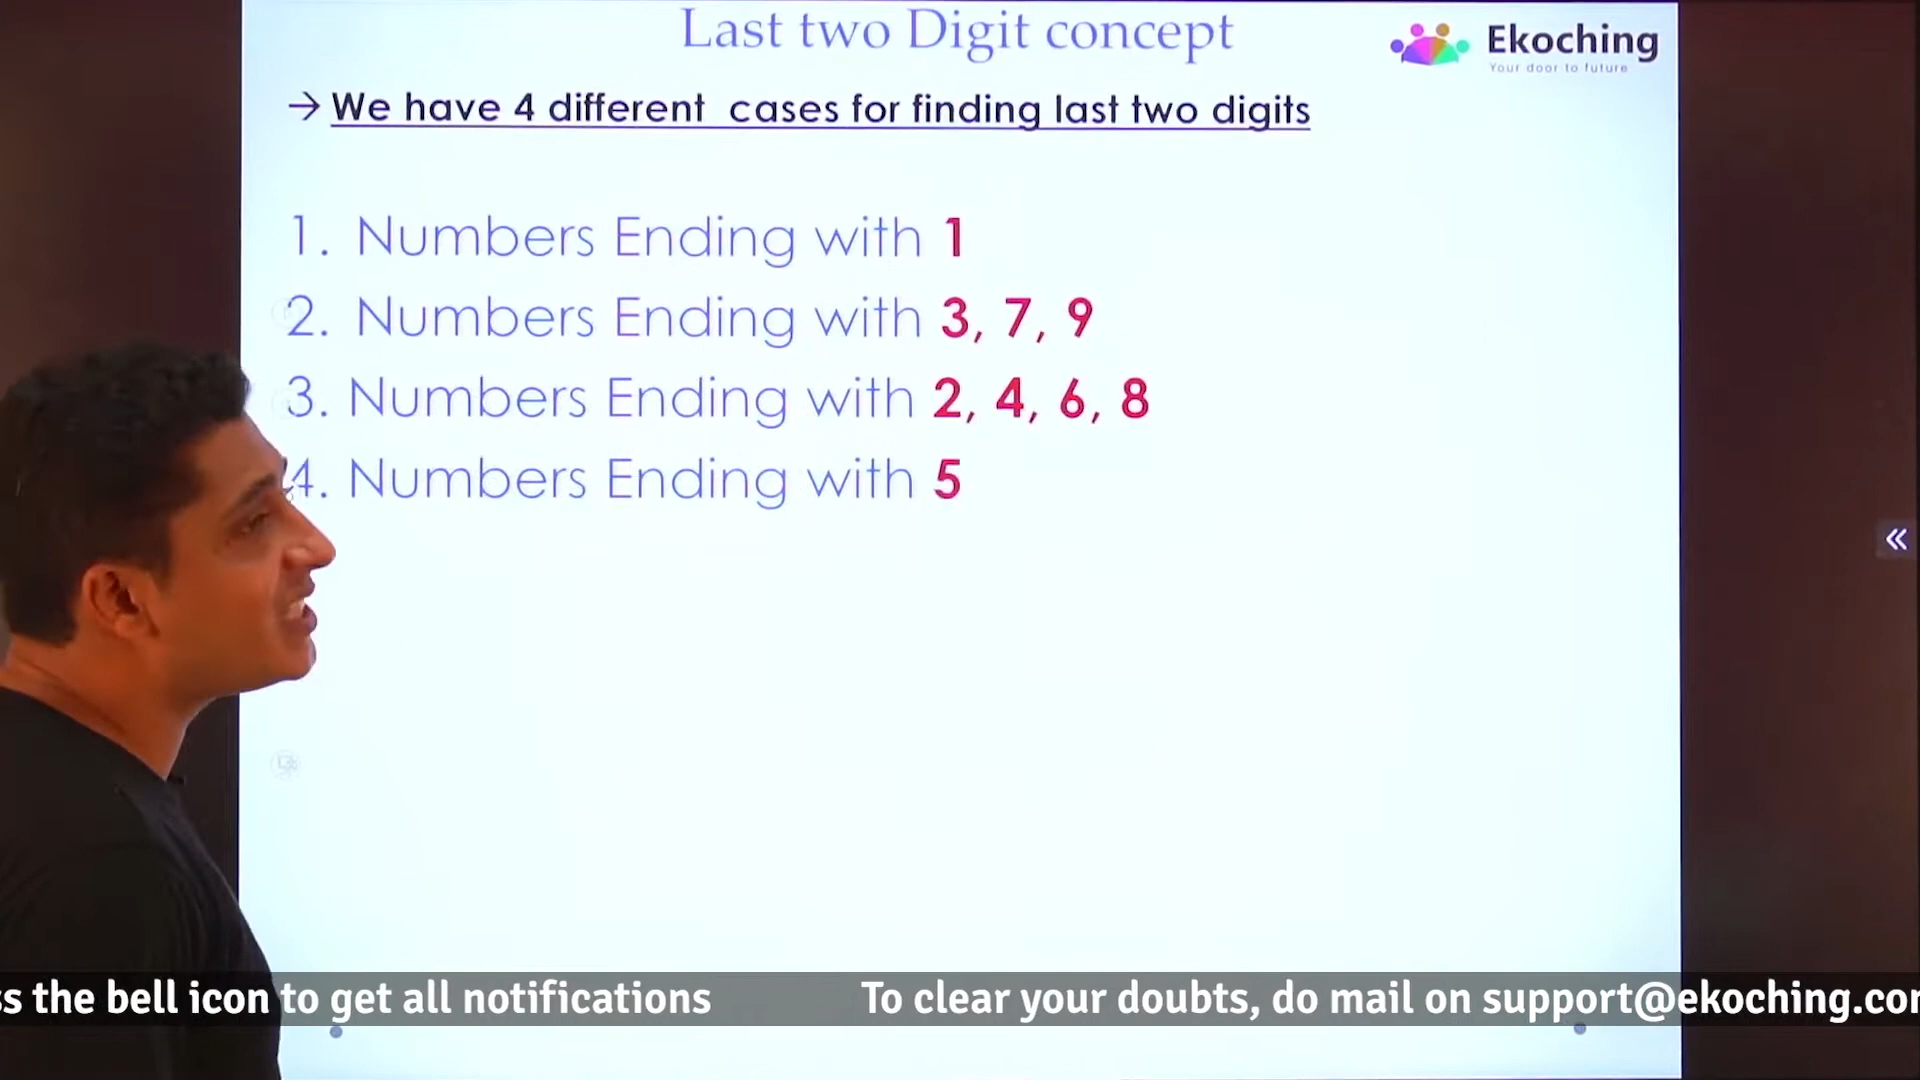 Last two Digit concept
Ekoching
Your door to future
→ We have 4 different cases for finding last two digits
1. Numbers Ending with 1
2. Numbers Ending with 3, 7, 9
3. Numbers Ending with 2, 4, 6, 8
4. Numbers Ending with 5
the bell icon to get all notifications To clear your doubts, do mail on